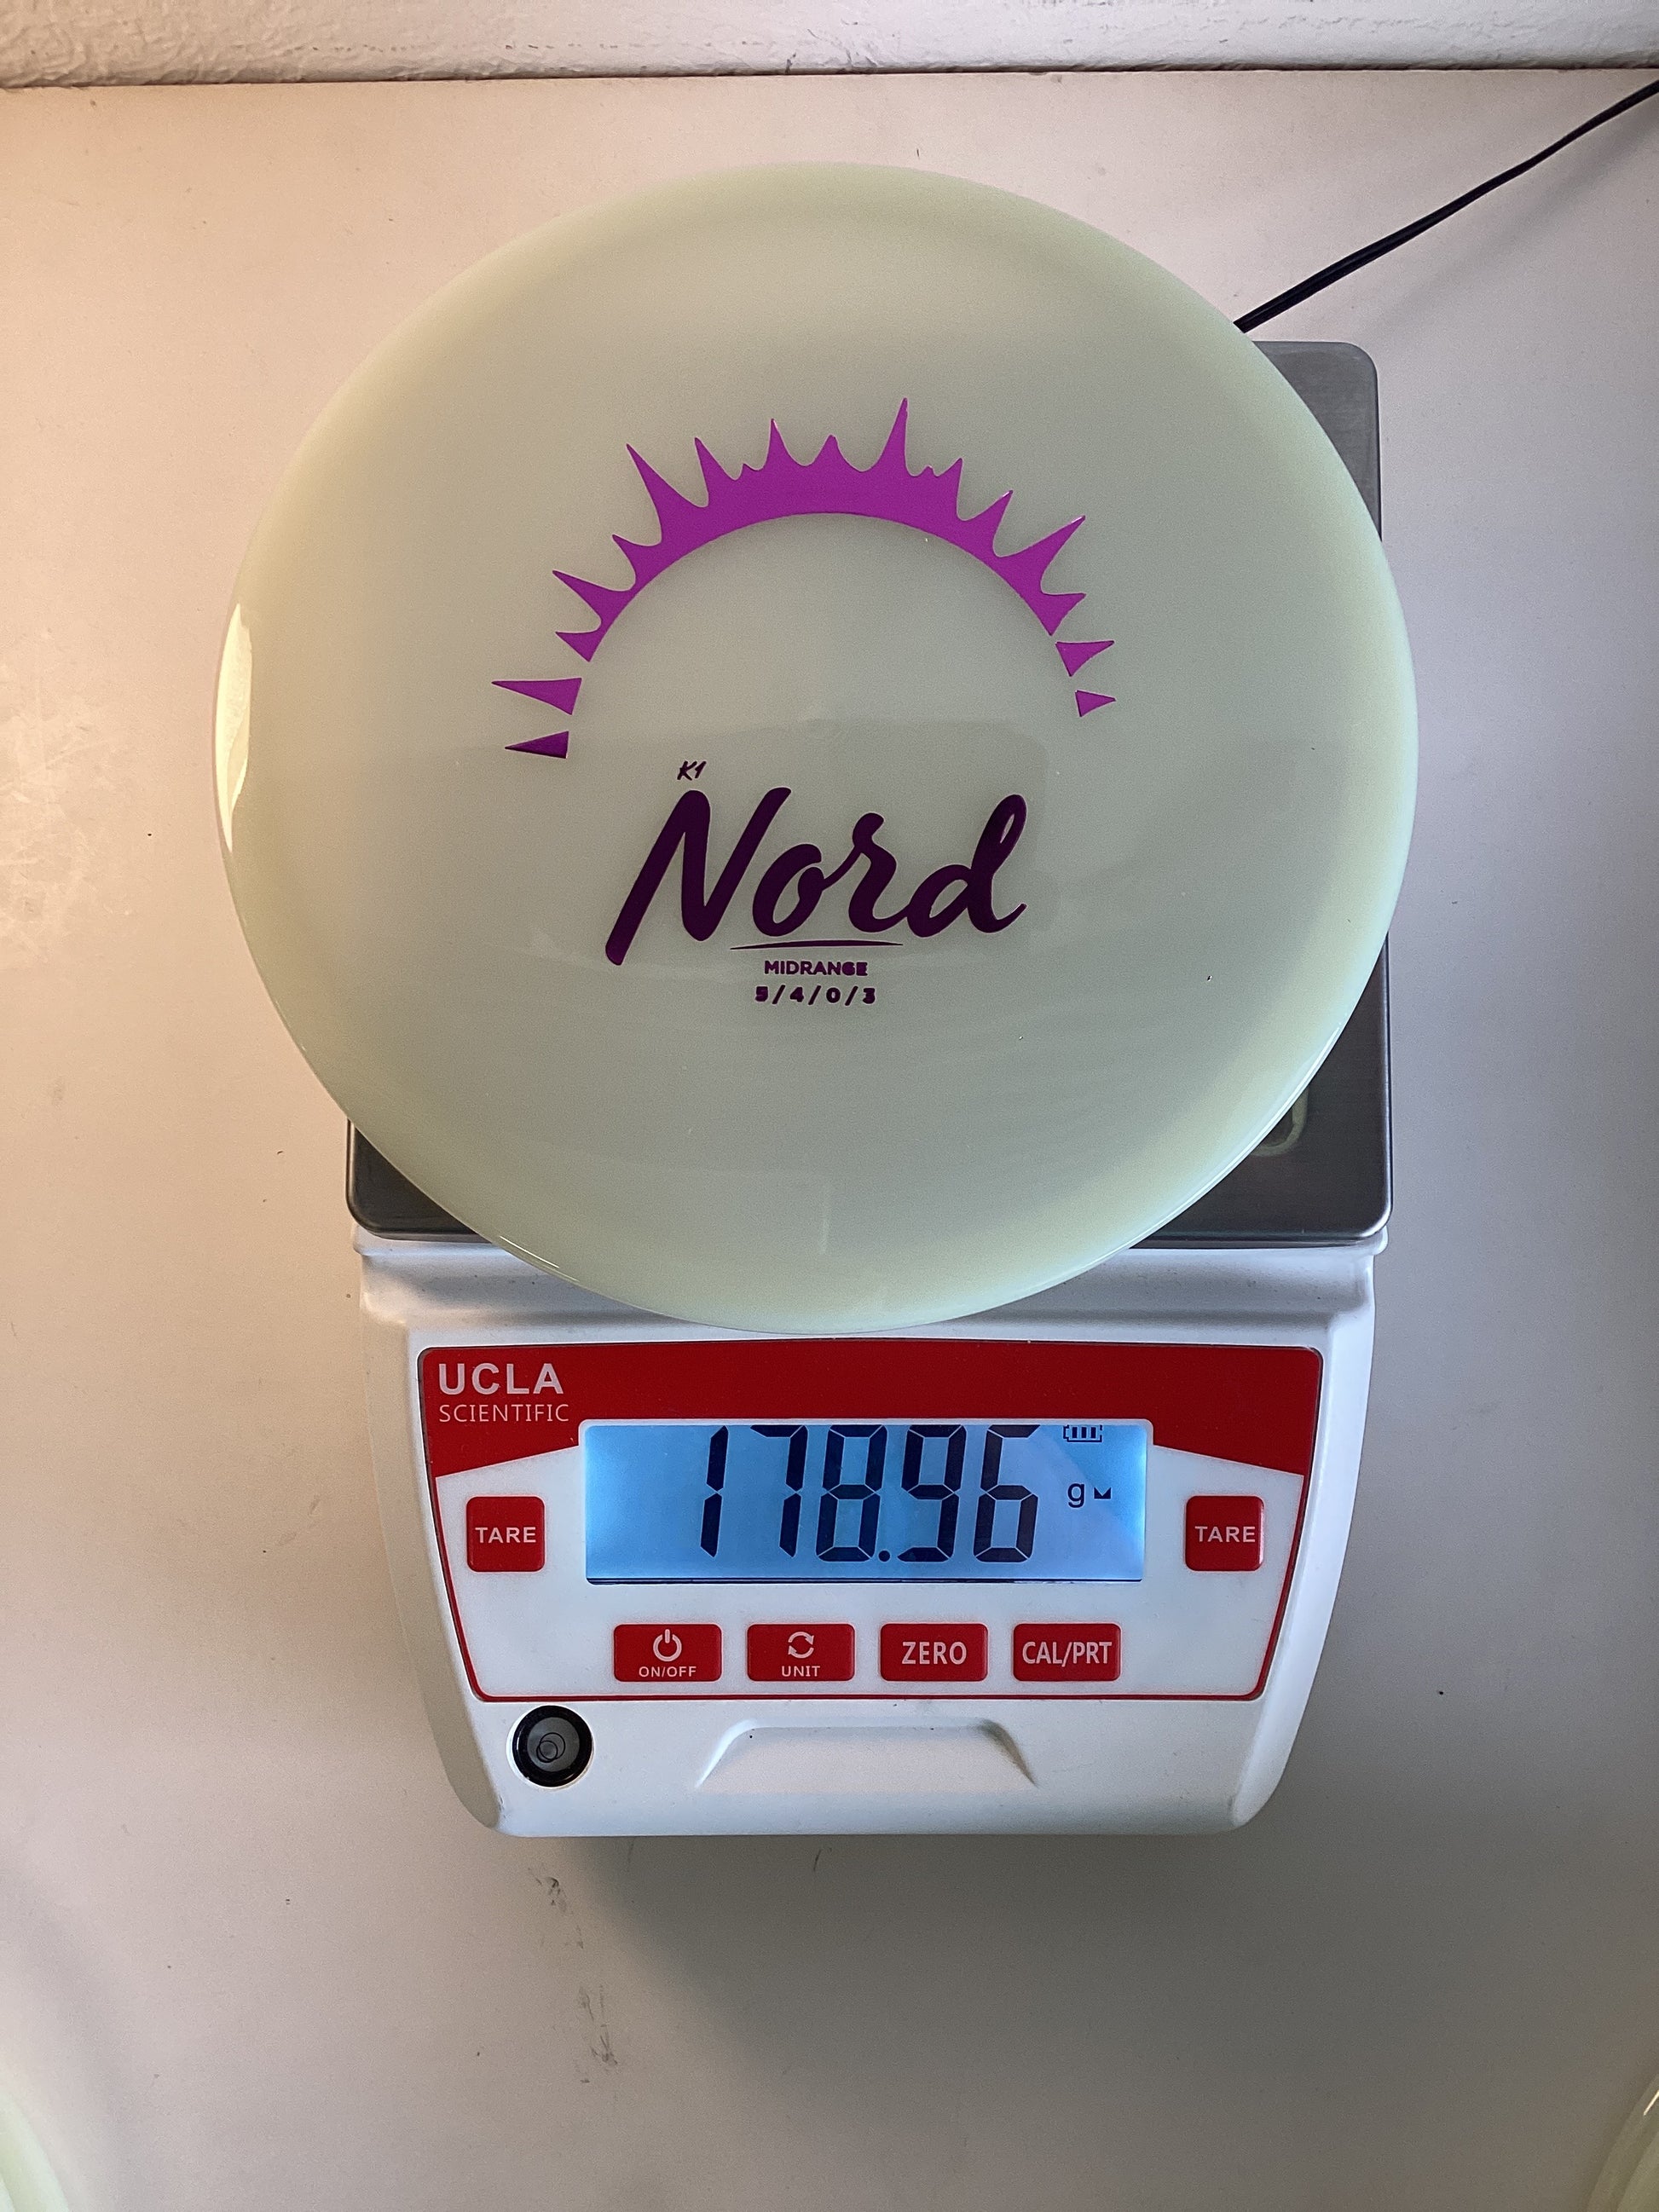 K1
Nord
MIDRANGE
5/4/0/3
UCLA
SCIENTIFIC
178.96 g
TARE
TARE
ON/OFF
UNIT
ZERO
CAL/PRT